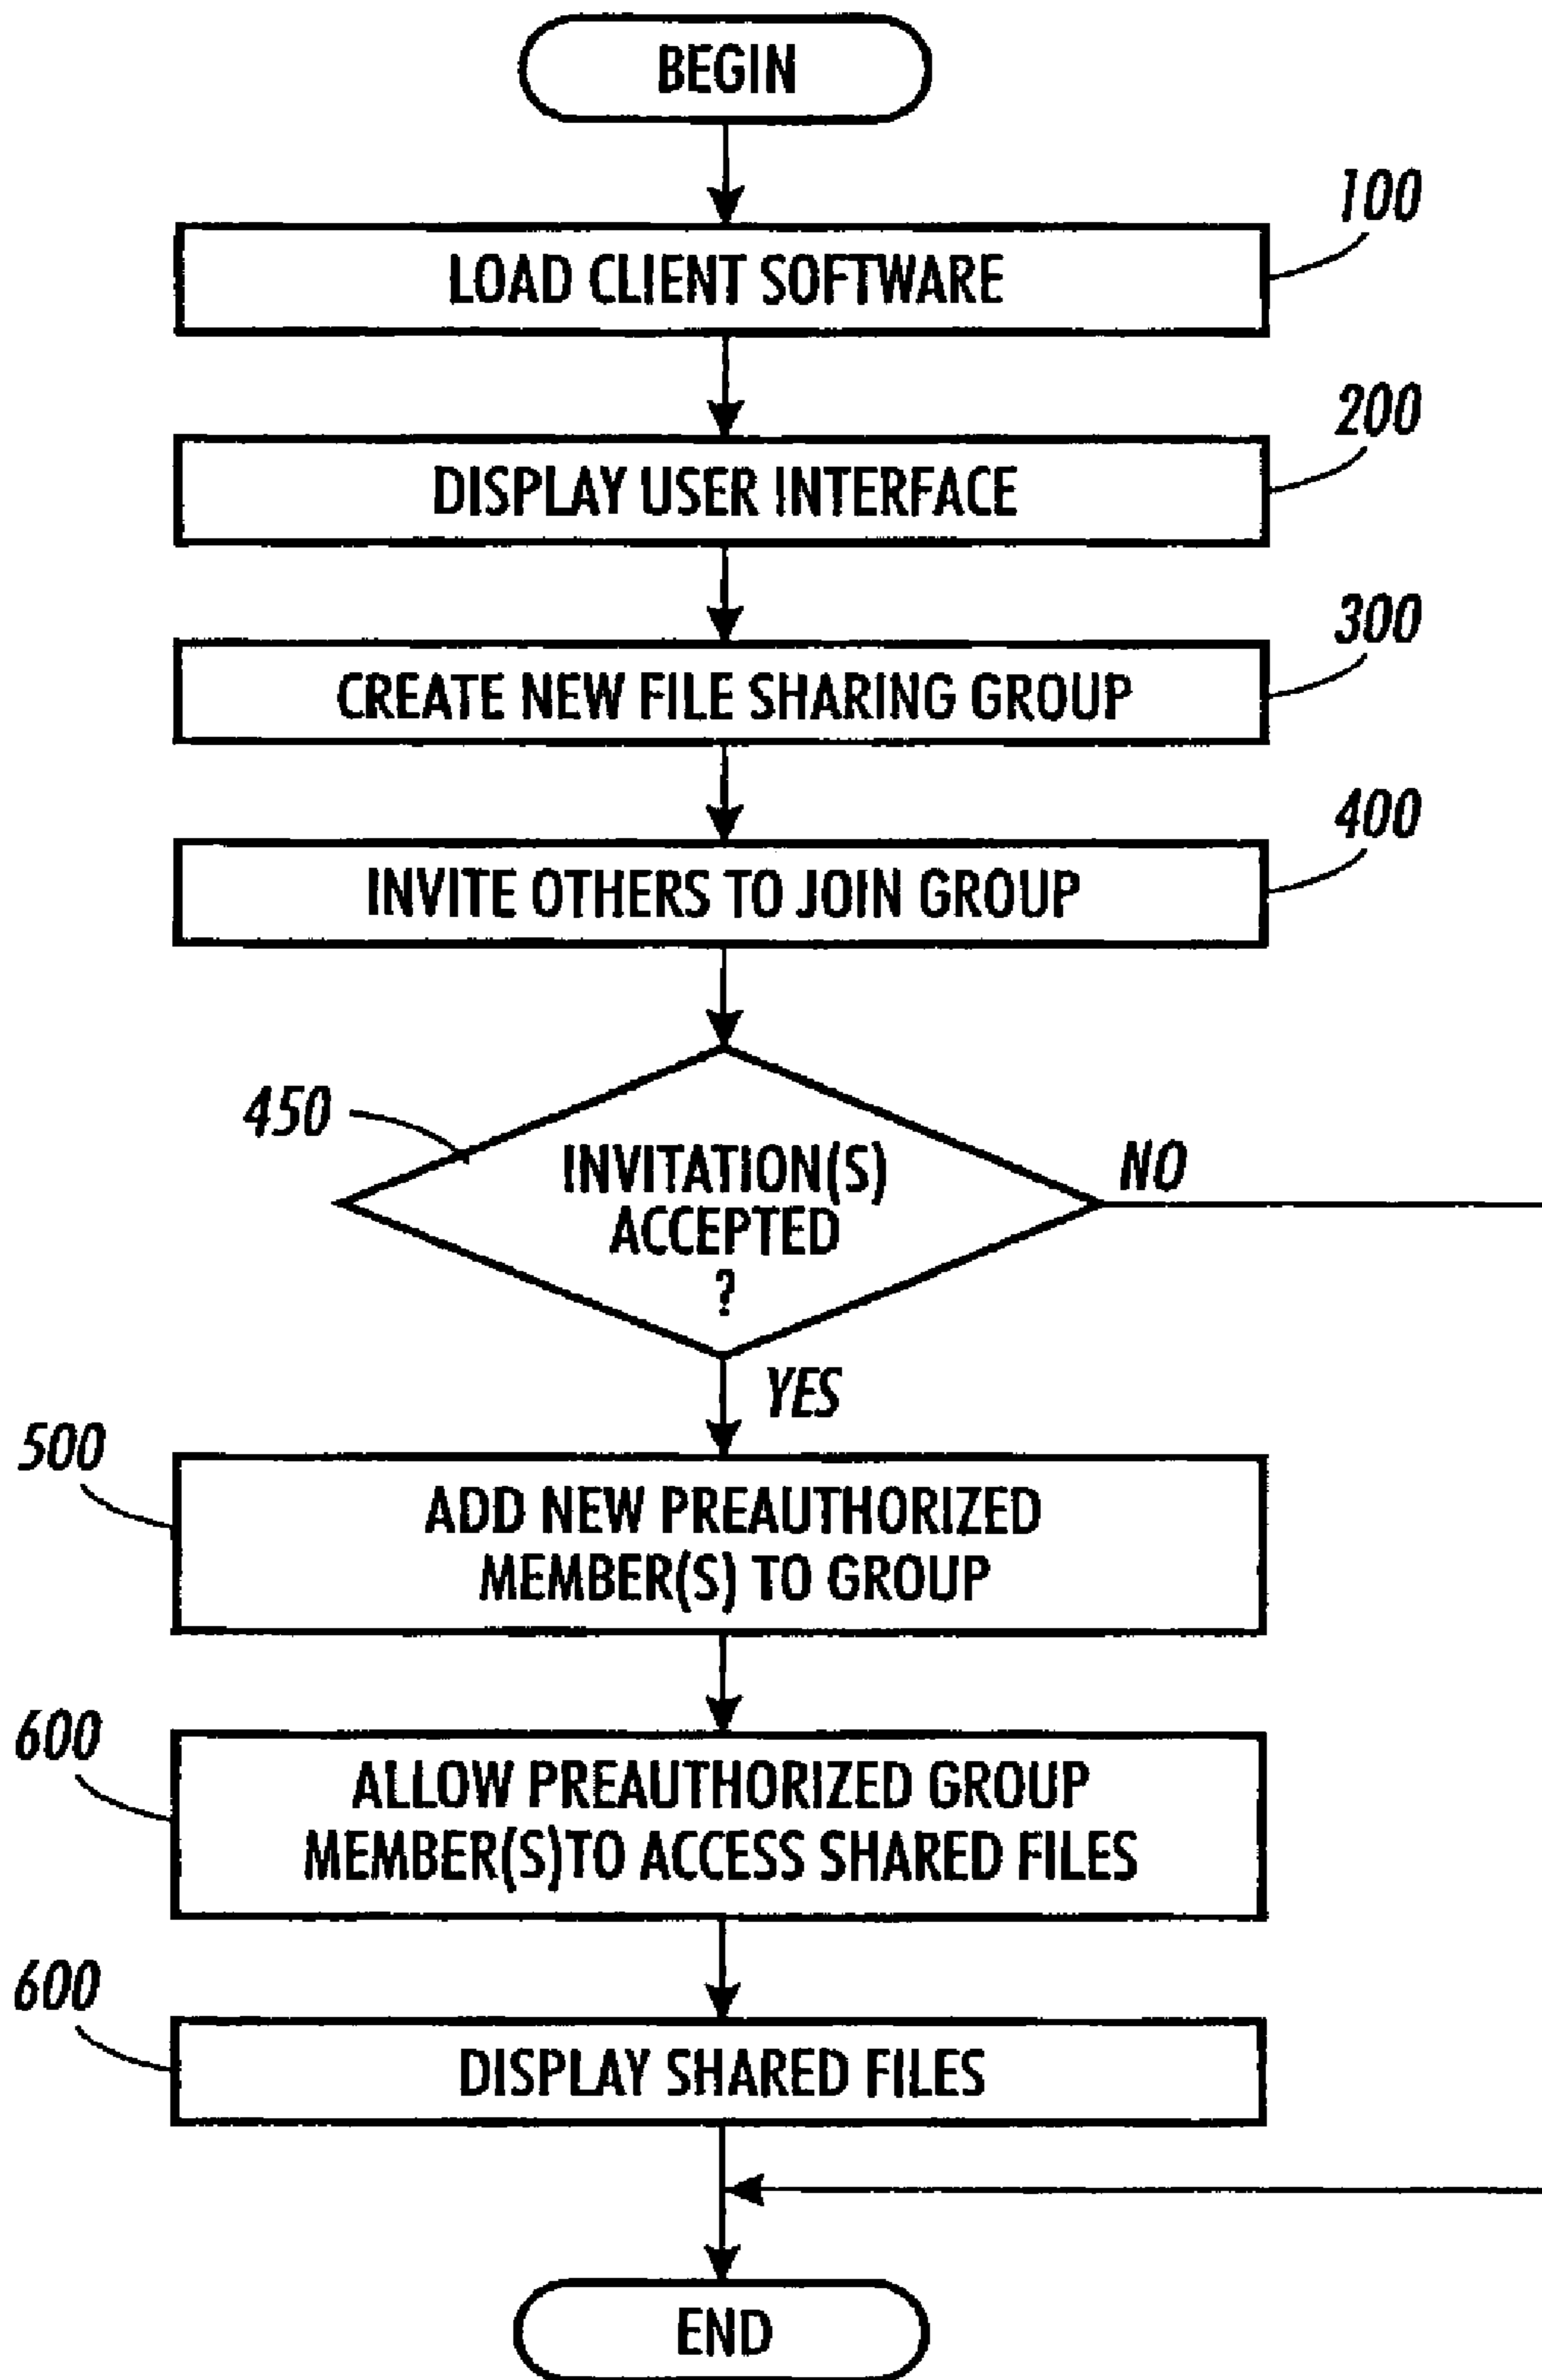 BEGIN
100
LOAD CLIENT SOFTWARE
200
DISPLAY USER INTERFACE
300
CREATE NEW FILE SHARING GROUP
400
INVITE OTHERS TO JOIN GROUP
450
INVITATION(S)
ACCEPTED
?
NO
YES
500
ADD NEW PREAUTHORIZED
MEMBER(S) TO GROUP
600
ALLOW PREAUTHORIZED GROUP
MEMBER(S)TO ACCESS SHARED FILES
600
DISPLAY SHARED FILES
END